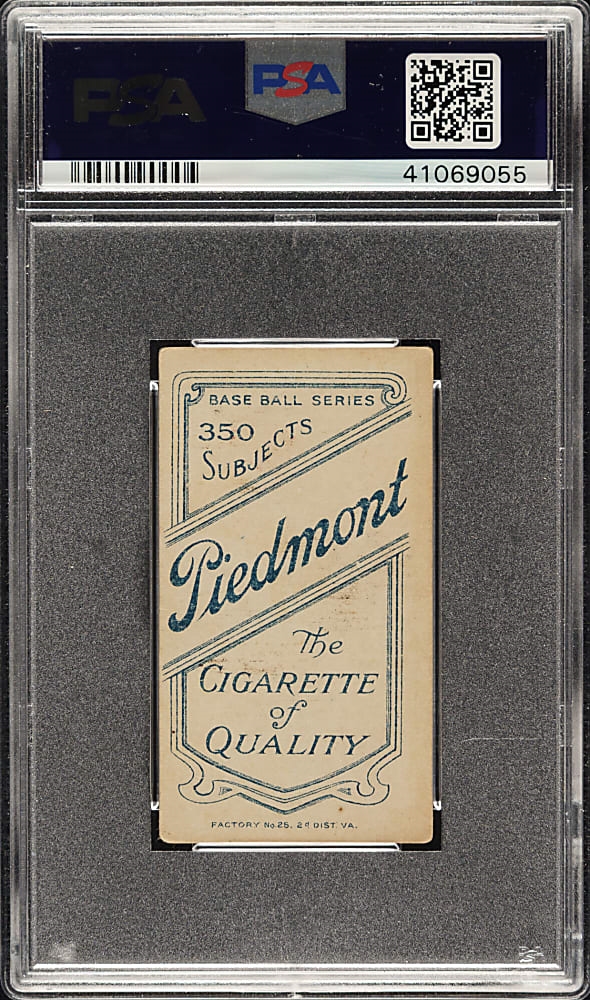 PSA
PSA
41069055
BASE BALL SERIES
350
SUBJECTS
Piedmont
The
CIGARETTE
of
QUALITY
FACTORY No.25, 2d DIST. VA.